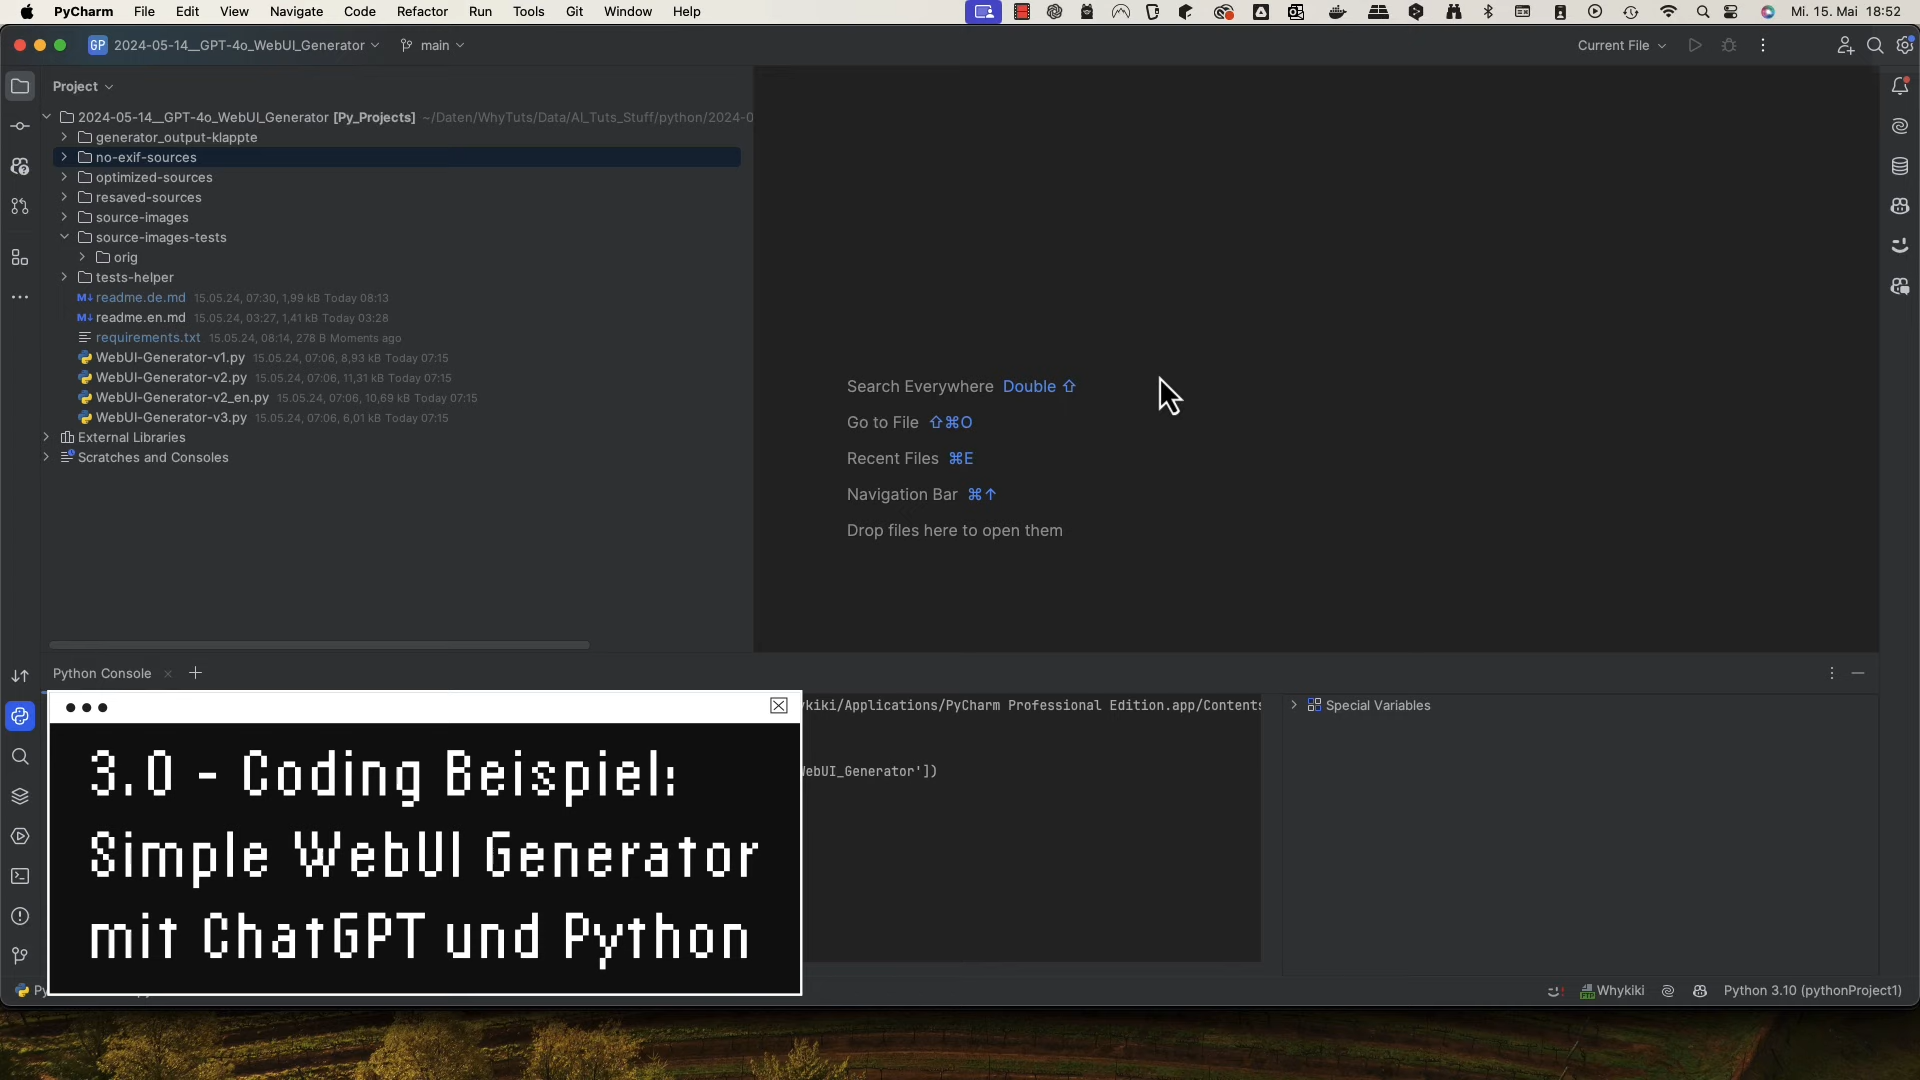 PyCharm File Edit View Navigate Code Refactor Run Tools Git Window Help Mi. 15. Mai 18:52
GP 2024-05-14__GPT-4o_WebUI_Generator main Current File
Project
2024-05-14__GPT-4o_WebUI_Generator [Py_Projects] ~/Daten/WhyTuts/Data/AI_Tuts_Stuff/python/2024-0
generator_output-klappte
no-exif-sources
optimized-sources
resaved-sources
source-images
source-images-tests
orig
tests-helper
M↓ readme.de.md 15.05.24, 07:30, 1,99 kB Today 08:13
M↓ readme.en.md 15.05.24, 03:27, 1,41 kB Today 03:28
requirements.txt 15.05.24, 08:14, 278 B Moments ago
WebUI-Generator-v1.py 15.05.24, 07:06, 8,93 kB Today 07:15
WebUI-Generator-v2.py 15.05.24, 07:06, 11,31 kB Today 07:15
WebUI-Generator-v2_en.py 15.05.24, 07:06, 10,69 kB Today 07:15
WebUI-Generator-v3.py 15.05.24, 07:06, 6,01 kB Today 07:15
External Libraries
Scratches and Consoles
Search Everywhere Double ⇧
Go to File ⇧⌘O
Recent Files ⌘E
Navigation Bar ⌘↑
Drop files here to open them
Python Console
kiki/Applications/PyCharm Professional Edition.app/Contents
Special Variables
WebUI_Generator'])
3.0 - Coding Beispiel:
Simple WebUI Generator
mit ChatGPT und Python
Py
Whykiki Python 3.10 (pythonProject1)